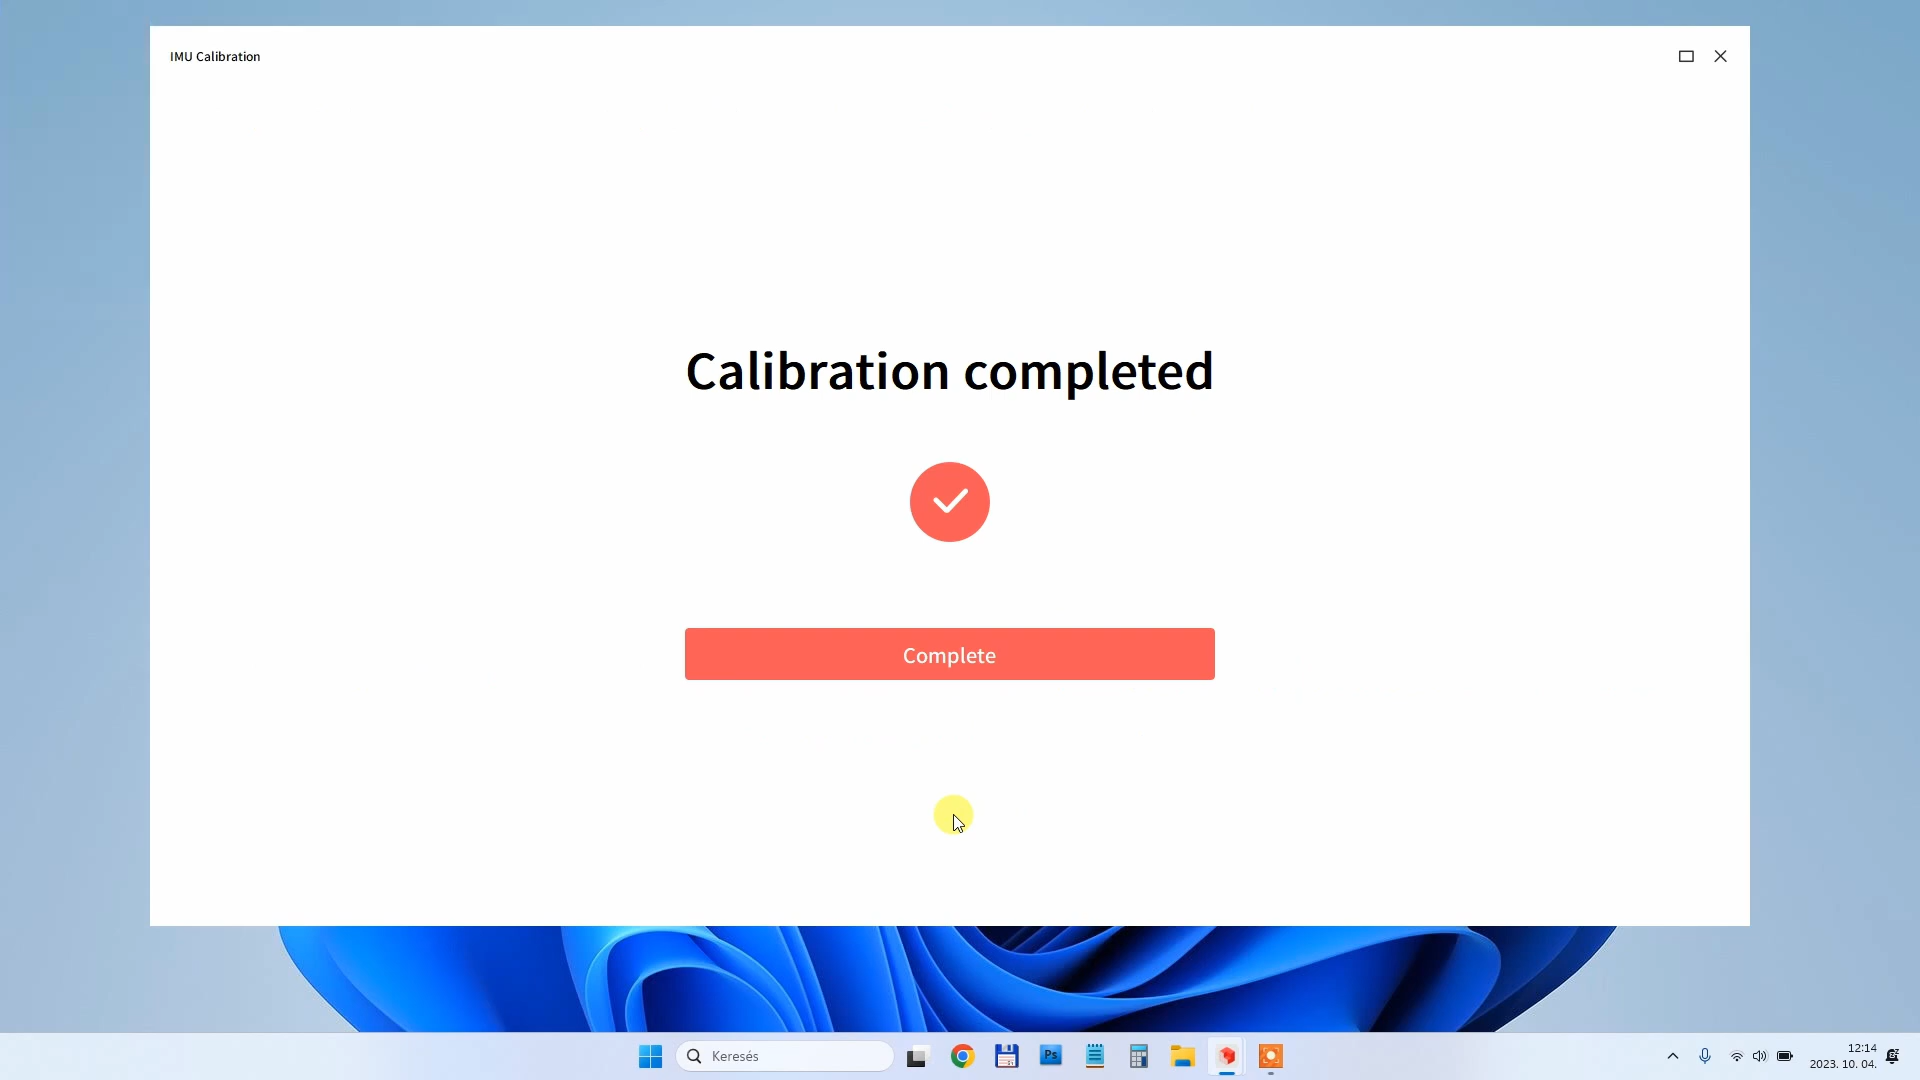 IMU Calibration
Calibration completed
Complete
Keresés
Ps
12:14
2023. 10. 04.